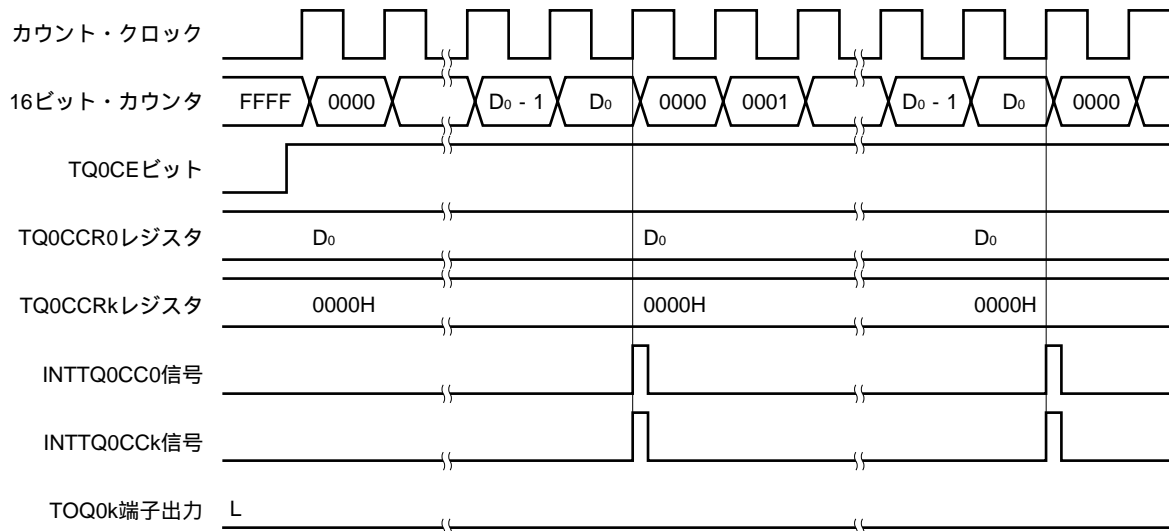 カウント・クロック
16ビット・カウンタ FFFF 0000 D0 - 1 D0 0000 0001 D0 - 1 D0 0000
TQ0CEビット
TQ0CCR0レジスタ D0 D0 D0
TQ0CCRkレジスタ 0000H 0000H 0000H
INTTQ0CC0信号
INTTQ0CCk信号
TOQ0k端子出力 L